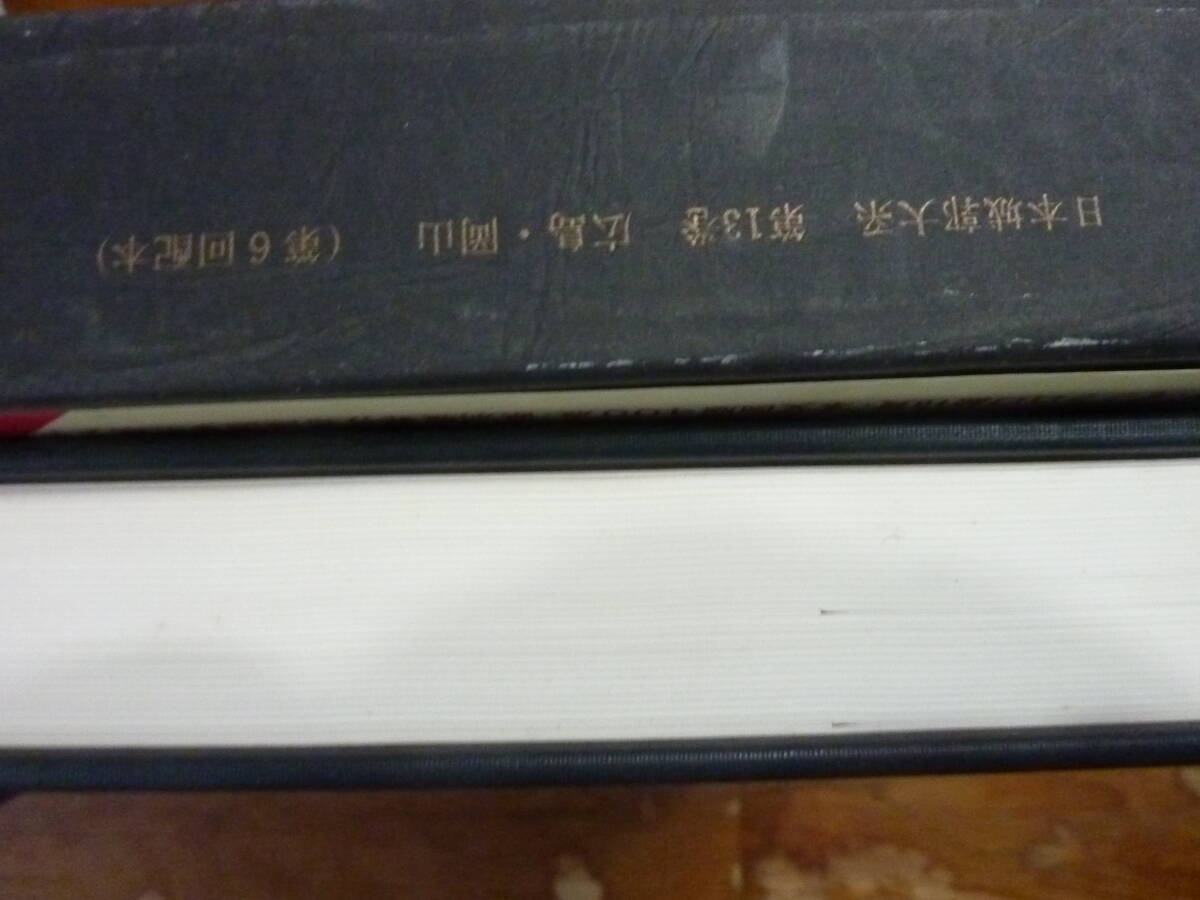 日本城郭大系　第13巻　広島・岡山　（第6回配本）